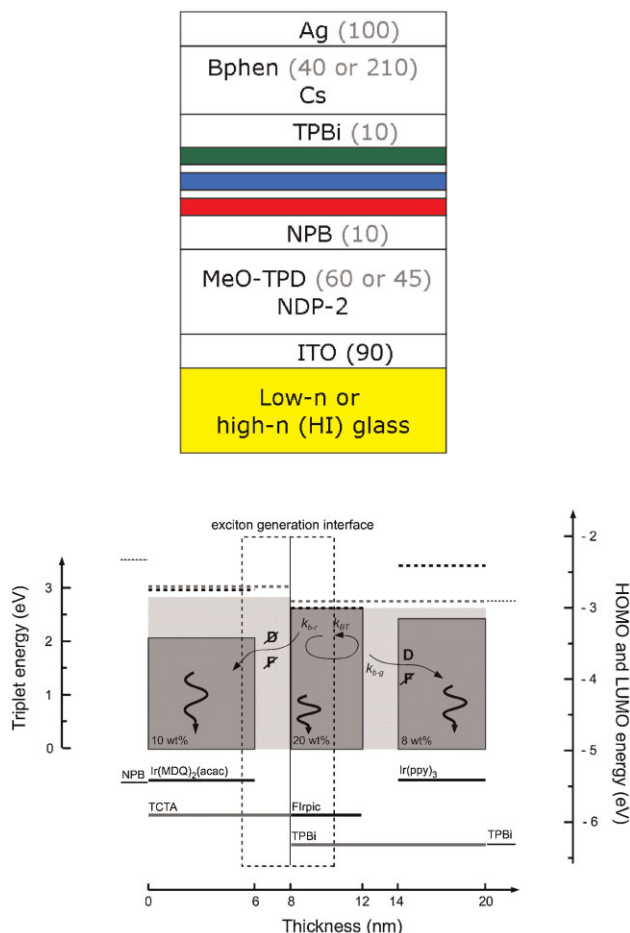 Ag (100)
Bphen (40 or 210)
Cs
TPBi (10)
NPB (10)
MeO-TPD (60 or 45)
NDP-2
ITO (90)
Low-n or
high-n (HI) glass
exciton generation interface
Triplet energy (eV)
3
2
1
0
HOMO and LUMO energy (eV)
- 2
- 3
- 4
- 5
- 6
k_b-r
k_BT
D
F
k_b-g
D
F
10 wt%
20 wt%
8 wt%
NPB
Ir(MDQ)₂(acac)
Ir(ppy)₃
TCTA
FIrpic
TPBi
TPBi
0
6
8
12
14
20
Thickness (nm)